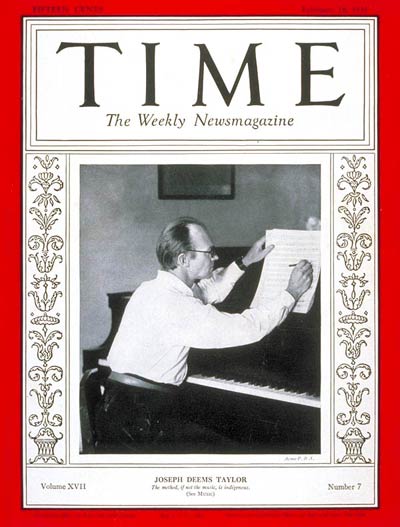 FIFTEEN CENTS
TIME
The Weekly Newsmagazine
JOSEPH DEEMS TAYLOR
Volume XVII
The method, if not the music, is indigenous.
Number 7
(See MUSIC)